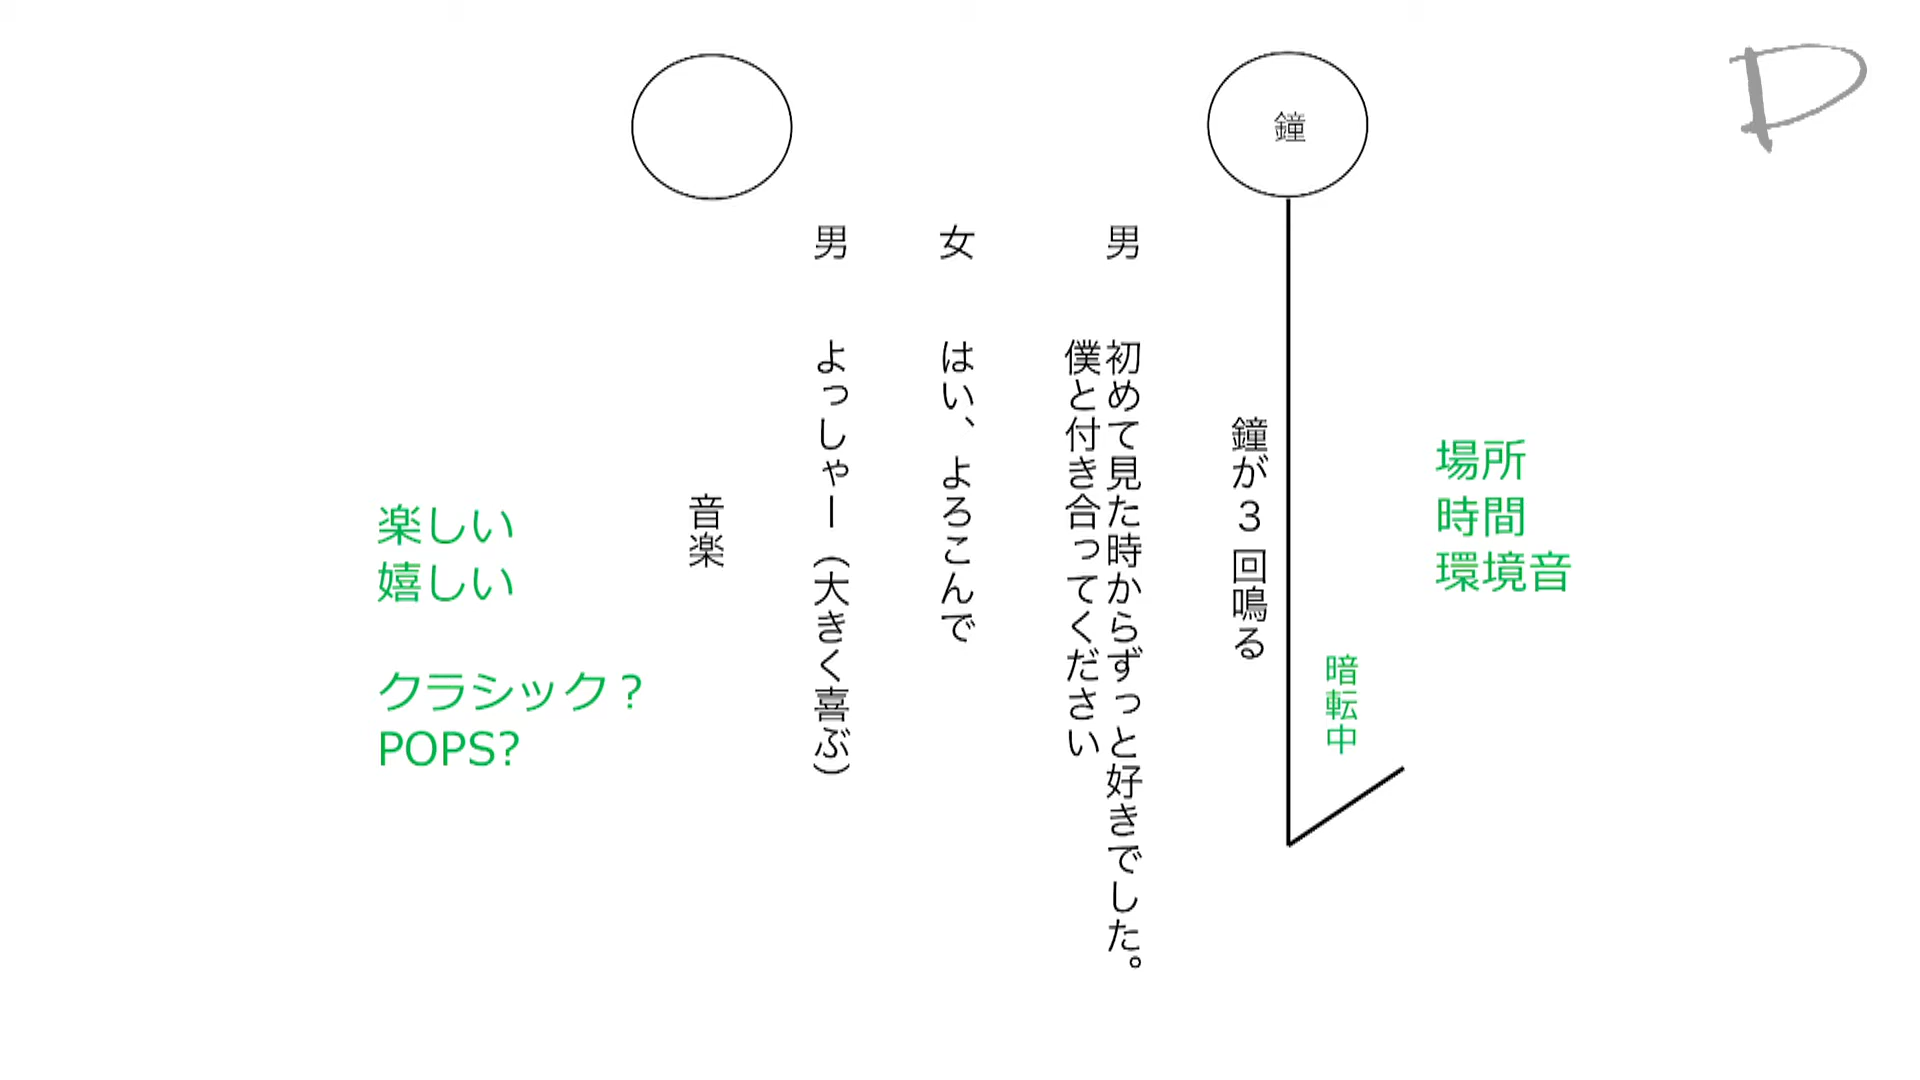 鐘
場所
時間
環境音
暗転中
鐘が３回鳴る
男　初めて見た時からずっと好きでした。
僕と付き合ってください
女　はい、よろこんで
男　よっしゃー（大きく喜ぶ）
音楽
楽しい
嬉しい
クラシック？
POPS?
P